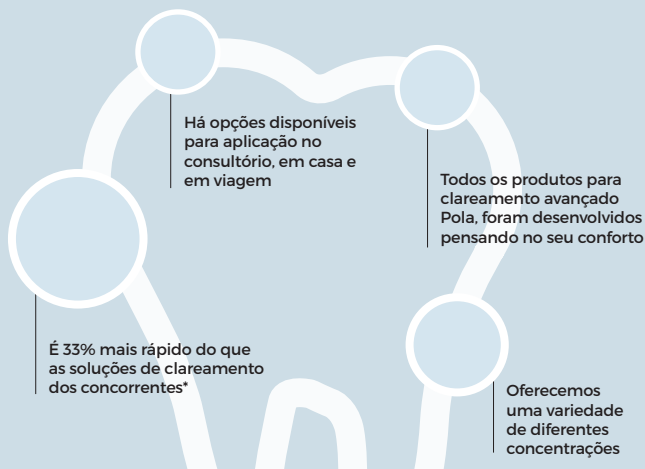 Há opções disponíveis
para aplicação no
consultório, em casa e
em viagem
Todos os produtos para
clareamento avançado
Pola, foram desenvolvidos
pensando no seu conforto
É 33% mais rápido do que
as soluções de clareamento
dos concorrentes*
Oferecemos
uma variedade
de diferentes
concentrações